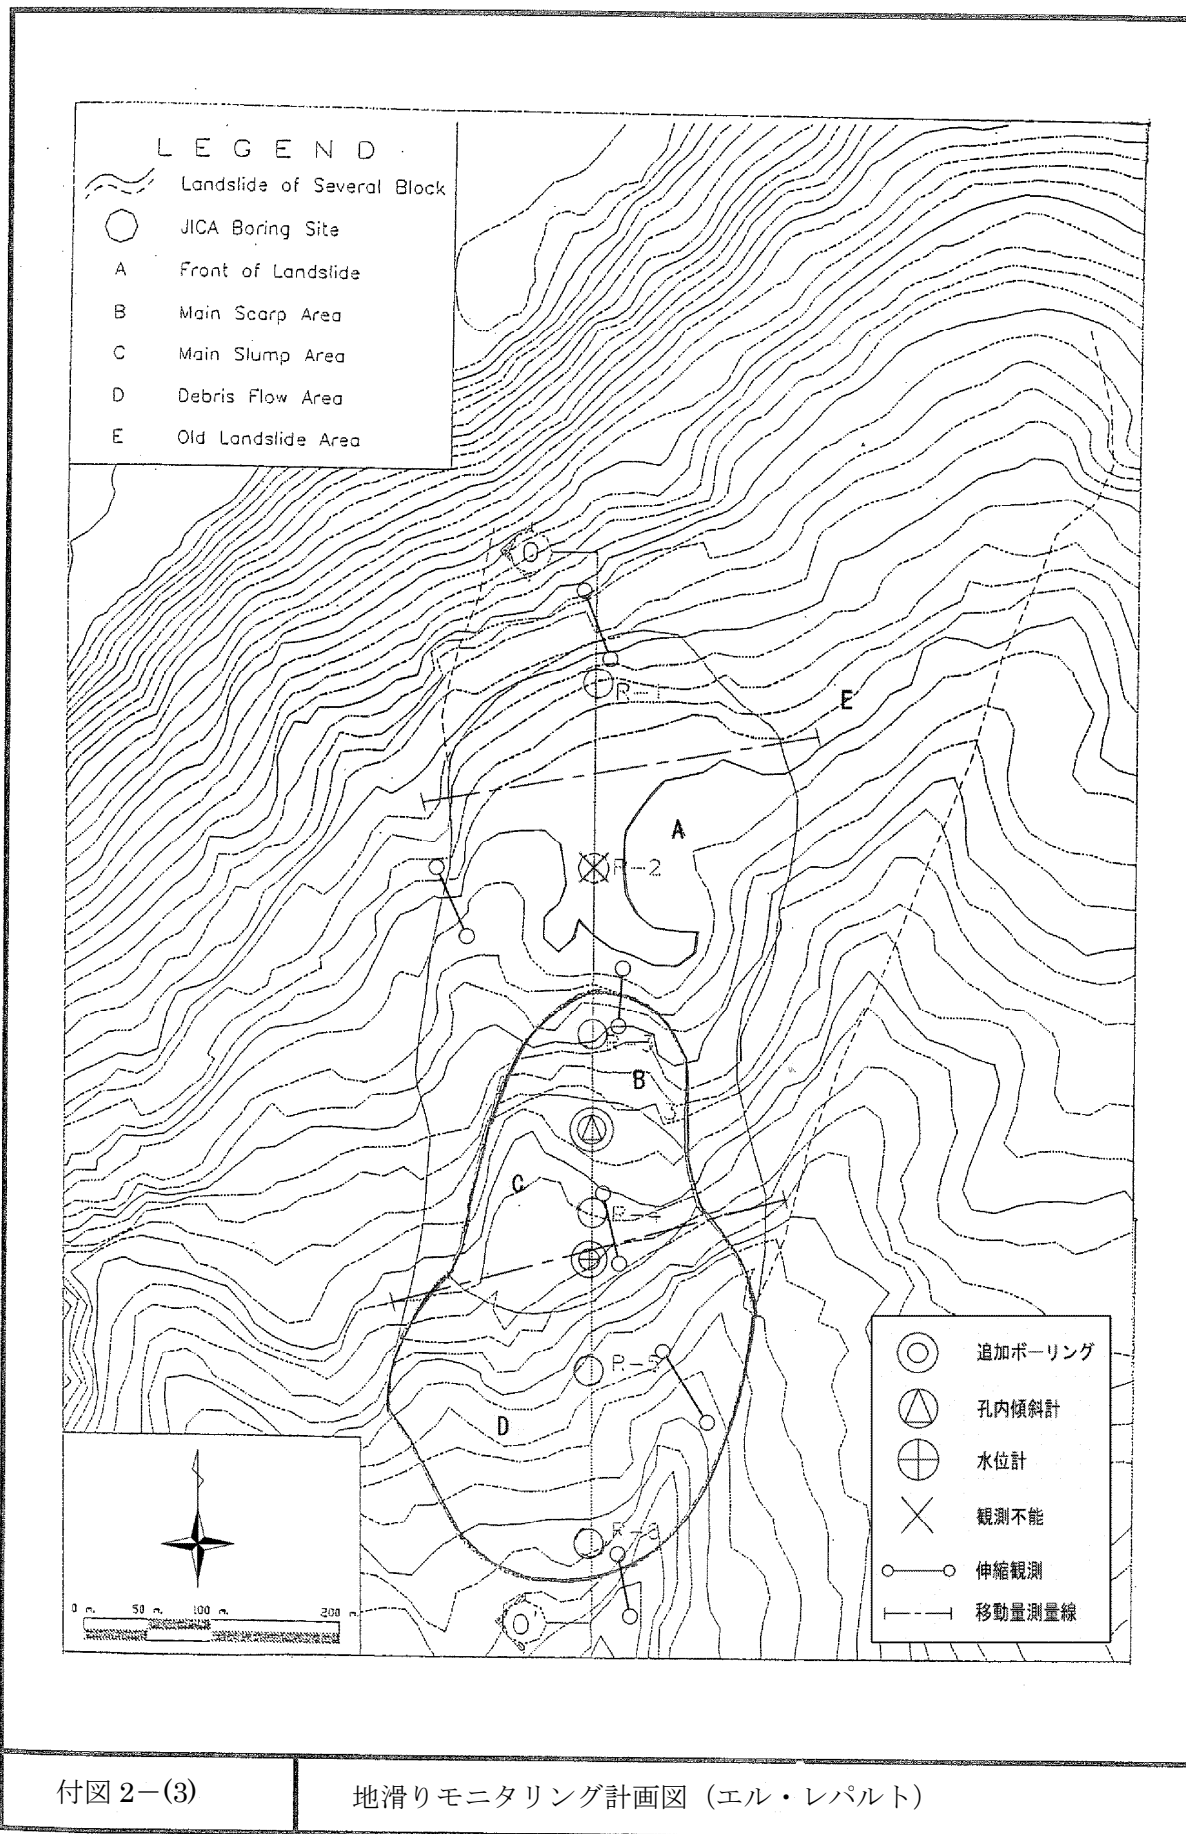 LEGEND
Landslide of Several Block
JICA Boring Site
A Front of Landslide
B Main Scarp Area
C Main Slump Area
D Debris Flow Area
E Old Landslide Area
O
R-1
E
A
R-2
R-3
B
C
R-4
R-5
D
O'
追加ボーリング
孔内傾斜計
水位計
観測不能
伸縮観測
移動量測量線
0 m. 50 m. 100 m. 200 m.
付図 2－(3)
地滑りモニタリング計画図（エル・レパルト）